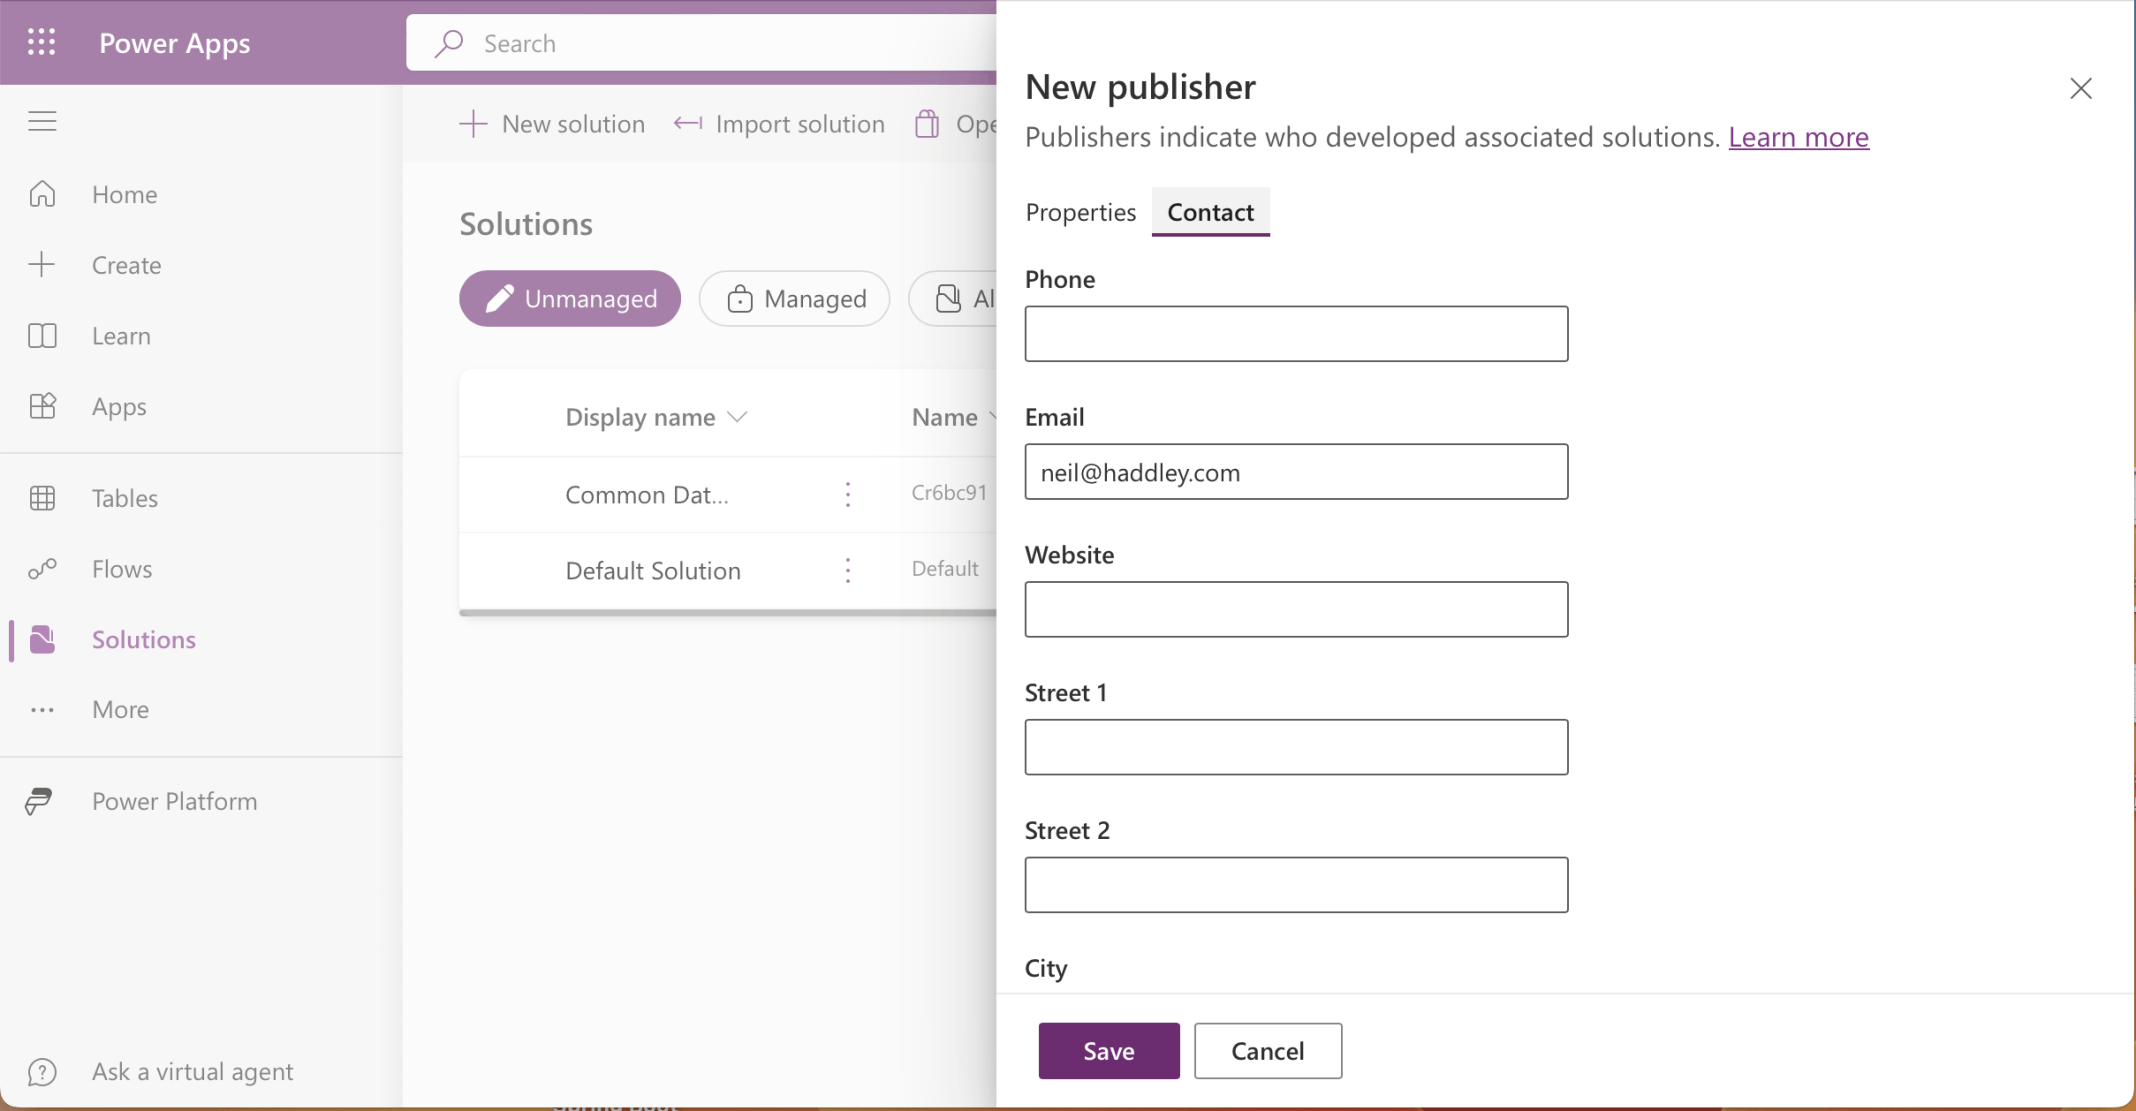 Power Apps
Search
New solution
Import solution
Ope
Home
Create
Learn
Apps
Tables
Flows
Solutions
More
Power Platform
Ask a virtual agent
Solutions
Unmanaged
Managed
Al
Display name
Name
Common Dat...
Cr6bc91
Default Solution
Default
New publisher
Publishers indicate who developed associated solutions. Learn more
Properties
Contact
Phone
Email
neil@haddley.com
Website
Street 1
Street 2
City
Save
Cancel